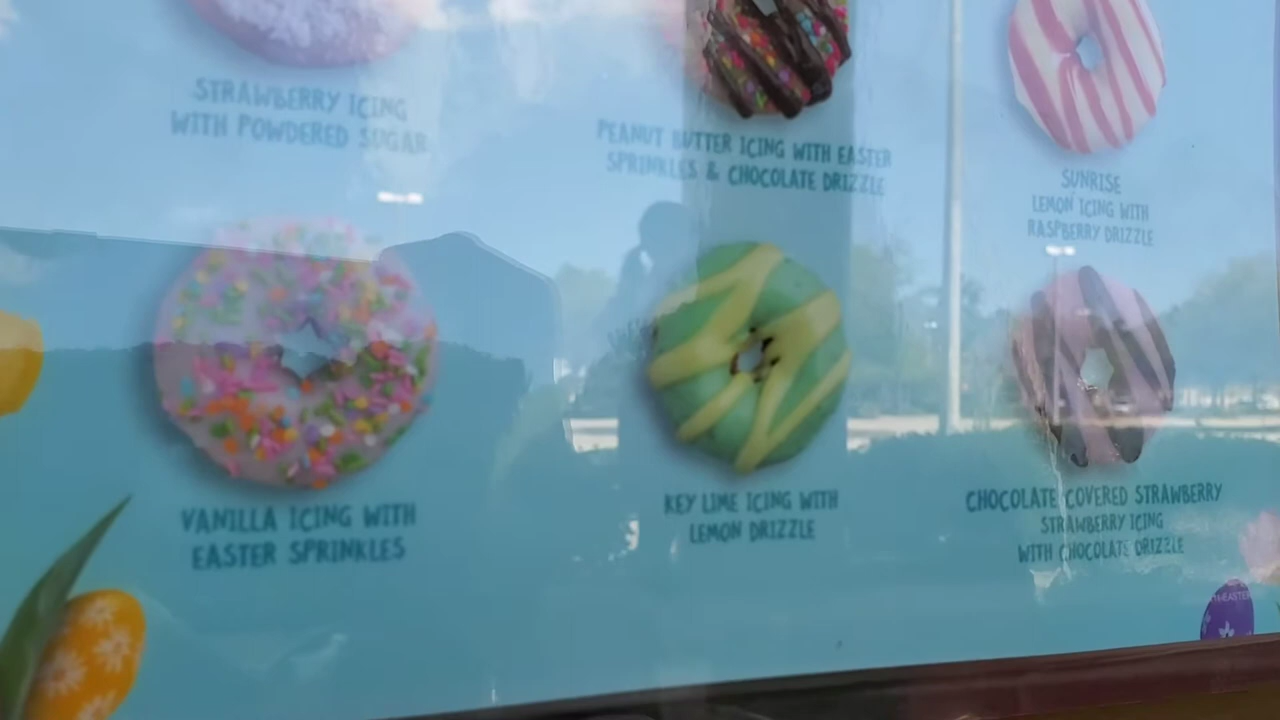 STRAWBERRY ICING
WITH POWDERED SUGAR
PEANUT BUTTER ICING WITH EASTER
SPRINKLES & CHOCOLATE DRIZZLE
SUNRISE
LEMON ICING WITH
RASPBERRY DRIZZLE
VANILLA ICING WITH
EASTER SPRINKLES
KEY LIME ICING WITH
LEMON DRIZZLE
CHOCOLATE COVERED STRAWBERRY
STRAWBERRY ICING
WITH CHOCOLATE DRIZZLE